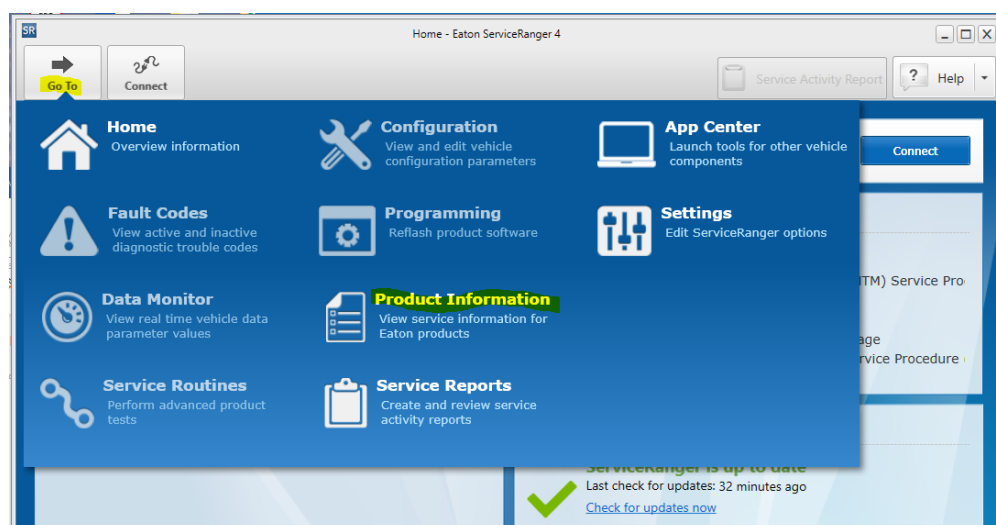 SR
Home - Eaton ServiceRanger 4
Go To
Connect
Service Activity Report
? Help
Home
Overview information
Configuration
View and edit vehicle
configuration parameters
App Center
Launch tools for other vehicle
components
Connect
Fault Codes
View active and inactive
diagnostic trouble codes
Programming
Reflash product software
Settings
Edit ServiceRanger options
TM) Service Pro
Data Monitor
View real time vehicle data
parameter values
Product Information
View service information for
Eaton products
age
rvice Procedure
Service Routines
Perform advanced product
tests
Service Reports
Create and review service
activity reports
ServiceRanger is up to date
Last check for updates: 32 minutes ago
Check for updates now